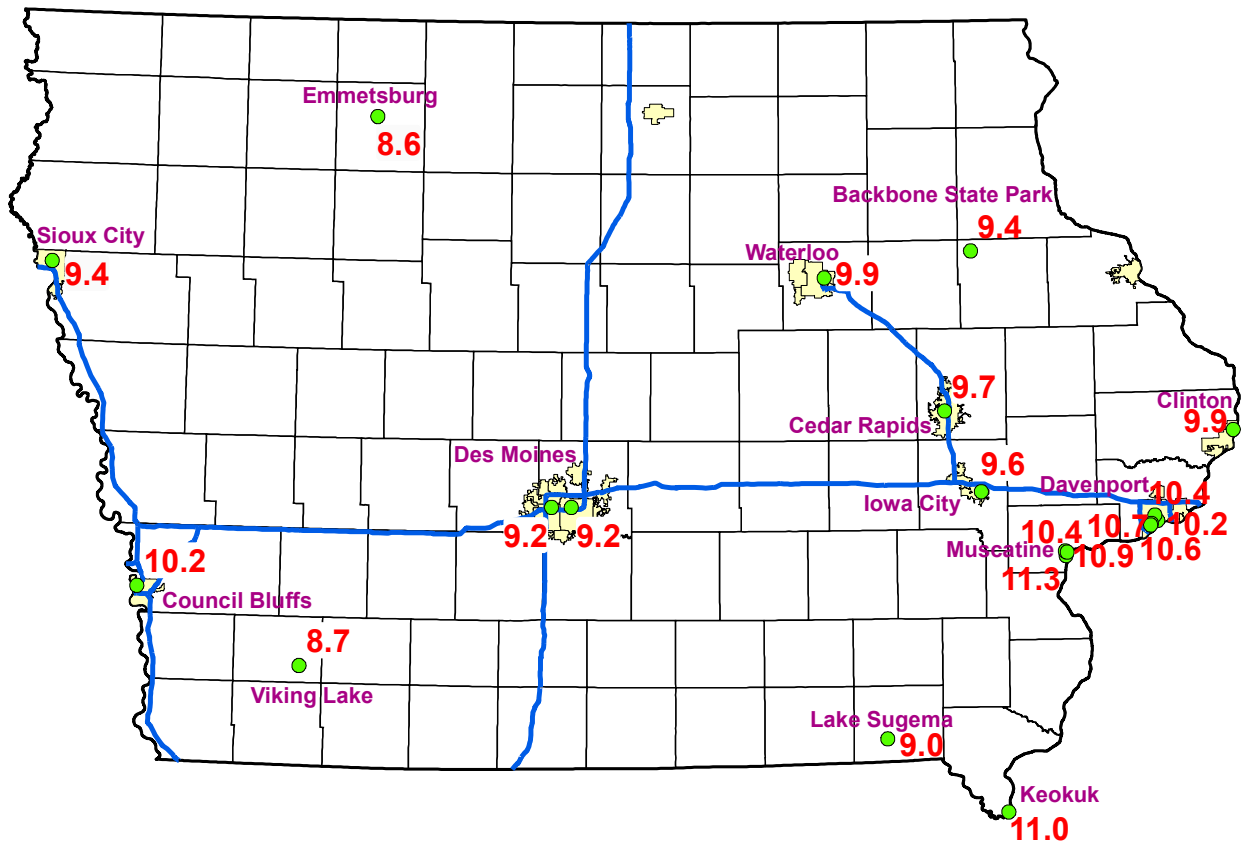 Emmetsburg
8.6
Backbone State Park
9.4
Sioux City
9.4
Waterloo
9.9
9.7
Cedar Rapids
Clinton
9.9
Des Moines
9.2
9.2
9.6
Iowa City
Davenport
10.4
10.7
10.2
10.6
10.4
Muscatine
10.9
11.3
10.2
Council Bluffs
8.7
Viking Lake
Lake Sugema
9.0
Keokuk
11.0